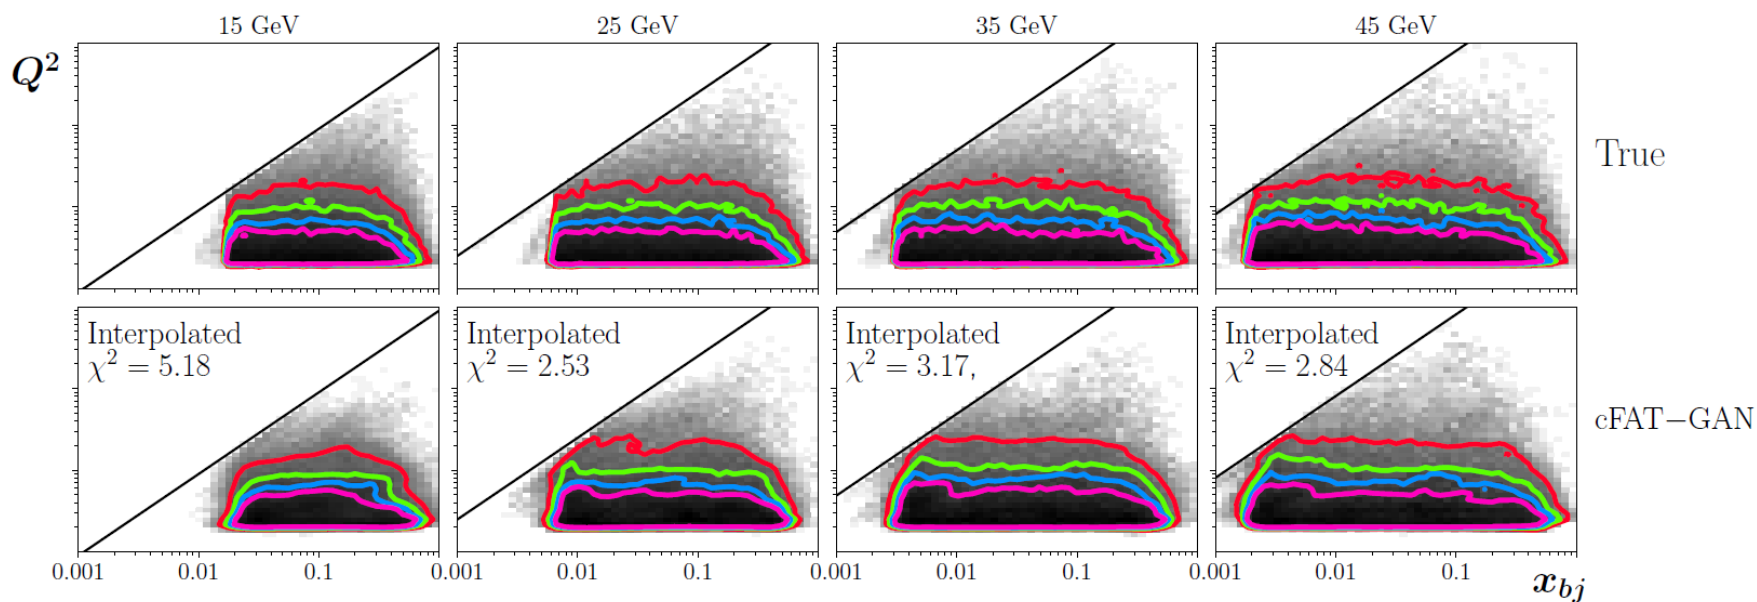 15 GeV
25 GeV
35 GeV
45 GeV
Q²
True
Interpolated
χ² = 5.18
Interpolated
χ² = 2.53
Interpolated
χ² = 3.17,
Interpolated
χ² = 2.84
cFAT−GAN
0.001 0.01 0.1 0.001 0.01 0.1 0.001 0.01 0.1 0.001 0.01 0.1
x_bj